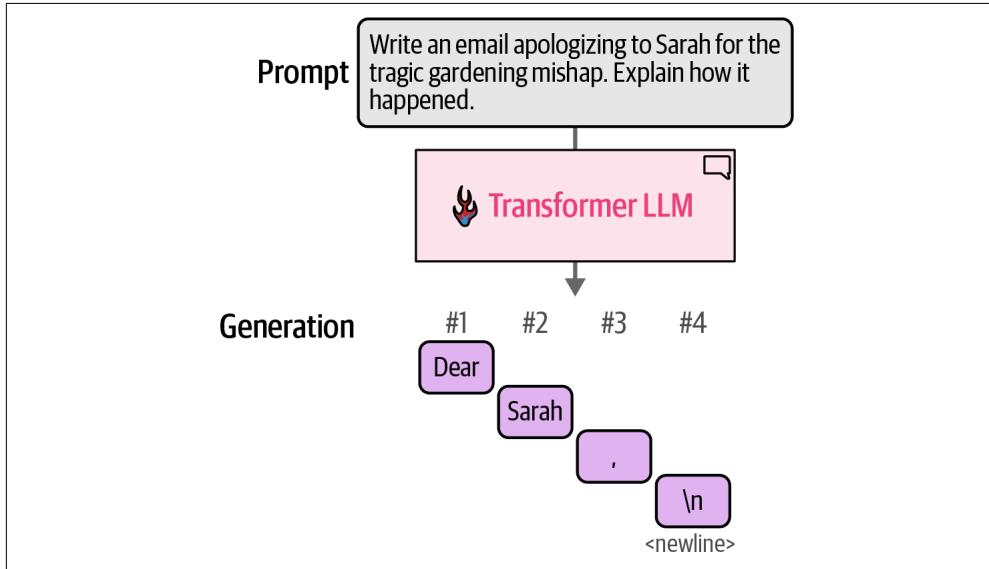 Prompt
Write an email apologizing to Sarah for the
tragic gardening mishap. Explain how it
happened.
Transformer LLM
Generation
#1 #2 #3 #4
Dear
Sarah
,
\n
<newline>